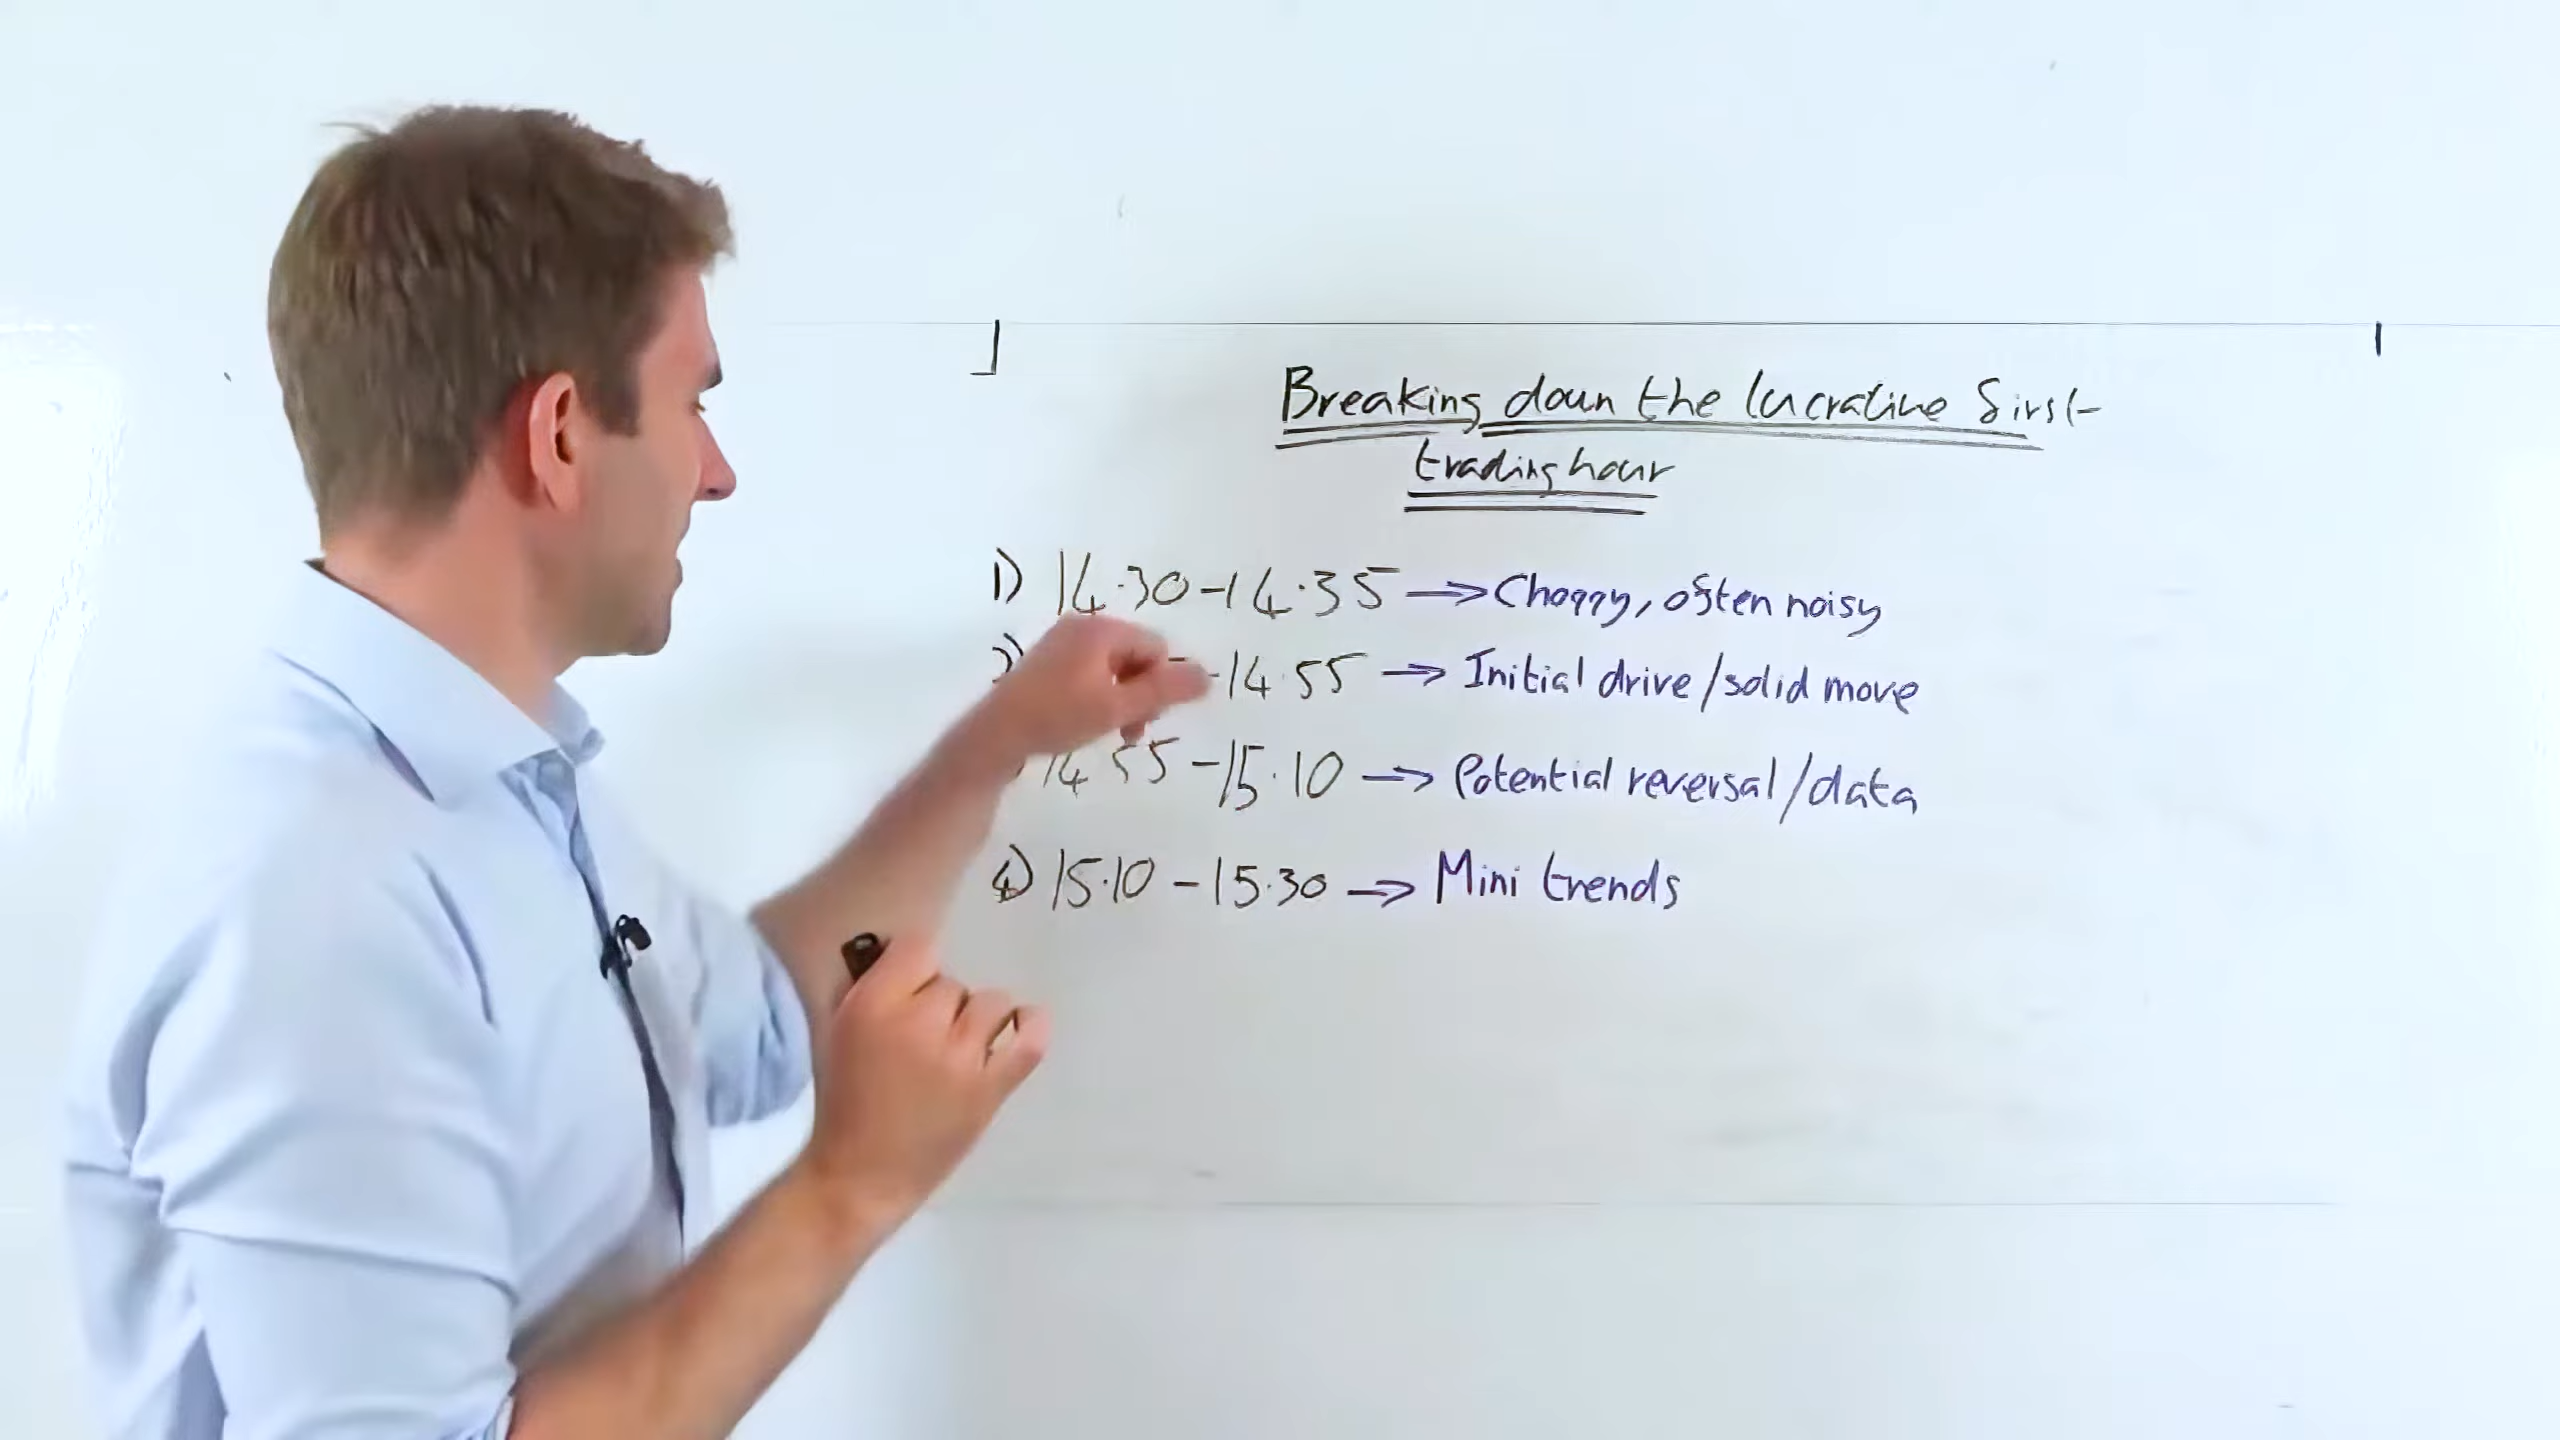 Breaking down the lucrative first
trading hour
1) 14.30-14.35 → Choppy, often noisy
2) -14.55 → Initial drive/solid move
14.55-15.10 → Potential reversal/data
4) 15.10-15.30 → Mini trends